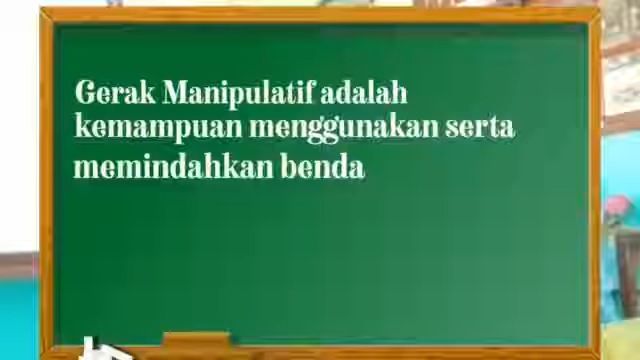 Gerak Manipulatif adalah
kemampuan menggunakan serta
memindahkan benda